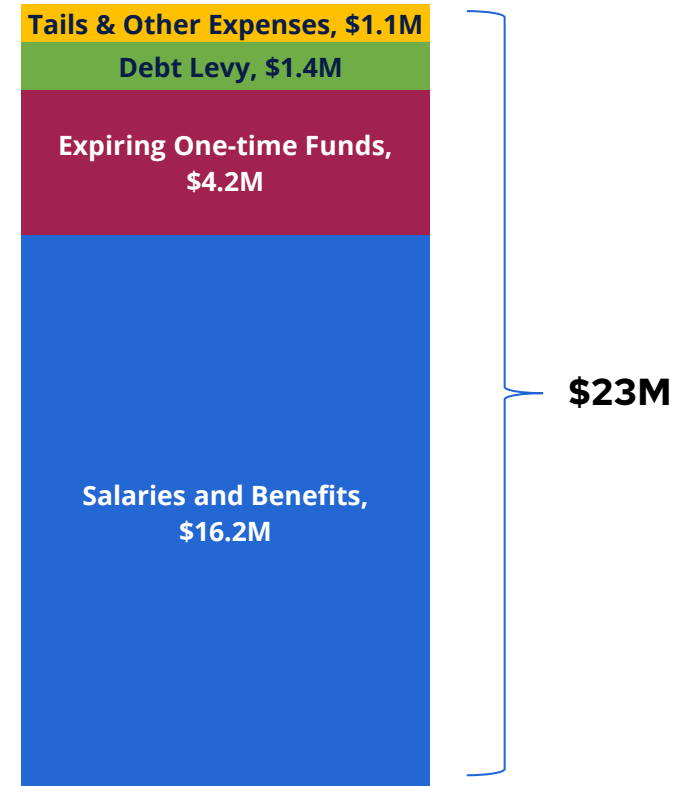 Tails & Other Expenses, $1.1M
Debt Levy, $1.4M
Expiring One-time Funds,
$4.2M
$23M
Salaries and Benefits,
$16.2M